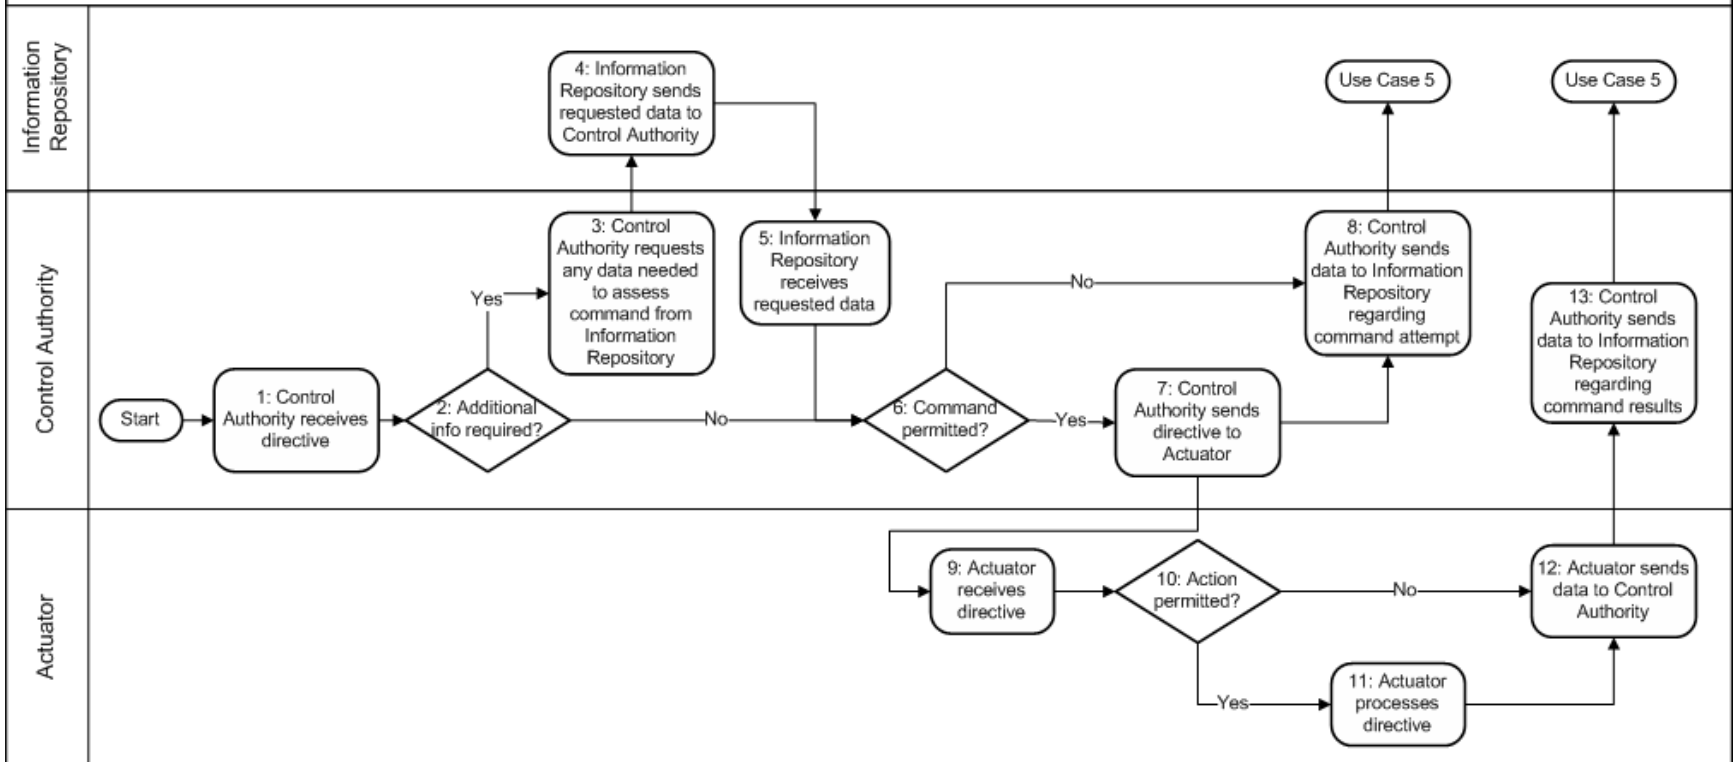 Information
Repository
4: Information
Repository sends
requested data to
Control Authority
Use Case 5
Use Case 5
Control Authority
Start
1: Control
Authority receives
directive
2: Additional
info required?
Yes
No
3: Control
Authority requests
any data needed
to assess
command from
Information
Repository
5: Information
Repository
receives
requested data
6: Command
permitted?
No
Yes
7: Control
Authority sends
directive to
Actuator
8: Control
Authority sends
data to Information
Repository
regarding
command attempt
13: Control
Authority sends
data to Information
Repository
regarding
command results
Actuator
9: Actuator
receives
directive
10: Action
permitted?
No
Yes
11: Actuator
processes
directive
12: Actuator sends
data to Control
Authority